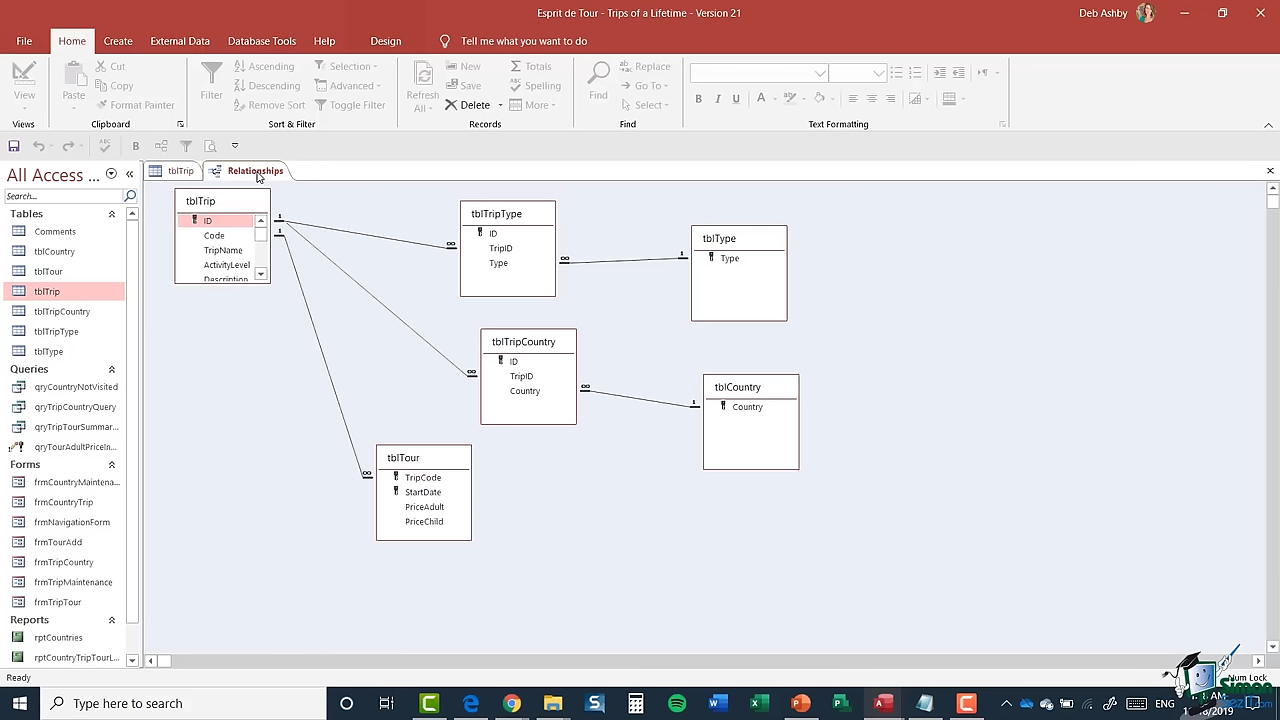 Esprit de Tour - Trips of a Lifetime - Version 21
Deb Ashby
File Home Create External Data Database Tools Help Design Tell me what you want to do
View
Paste
Cut
Copy
Format Painter
Filter
Ascending
Descending
Remove Sort
Selection
Advanced
Toggle Filter
Refresh
All
New
Save
Delete
Totals
Spelling
More
Find
Replace
Go To
Select
B I U A
Views Clipboard Sort & Filter Records Find Text Formatting
B
All Access ...
Search...
Tables
Comments
tblCountry
tblTour
tblTrip
tblTripCountry
tblTripType
tblType
Queries
qryCountryNotVisited
qryTripCountryQuery
qryTripTourSummar...
qryTourAdultPriceIn...
Forms
frmCountryMaintena...
frmCountryTrip
frmNavigationForm
frmTourAdd
frmTripCountry
frmTripMaintenance
frmTripTour
Reports
rptCountries
rptCountryTripTourL...
tblTrip Relationships
tblTrip
ID
Code
TripName
ActivityLevel
Description
1
1
∞
∞
∞
tblTripType
ID
TripID
Type
∞
1
tblType
Type
tblTripCountry
ID
TripID
Country
∞
1
tblCountry
Country
tblTour
TripCode
StartDate
PriceAdult
PriceChild
Ready
Num Lock
Type here to search
ENG
Simon